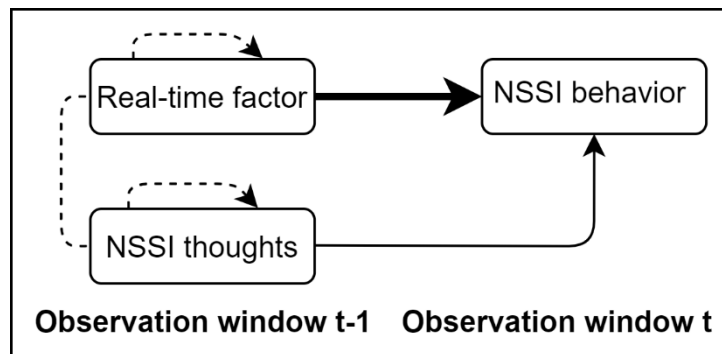 Real-time factor
NSSI behavior
NSSI thoughts
Observation window t-1
Observation window t